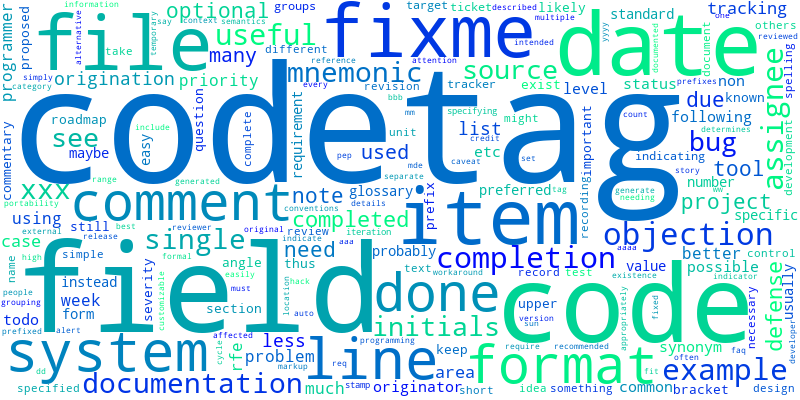 information
groups
described
target
ticket
likely
tracking
programmer
proposed
context
semantics
say
alternative
temporary
take
file
optional
useful
many
fixme
different
multiple
standard
date
others
yyyy
documented
document
reviewed
category
simply
every
bbb
attention
intended
one
prefixes
spelling
origination
priority
mnemonic
source
reference
revision
tracker
exist
level
status
non
codetag
roadmap
see
maybe
easy
include
question
complete
requirement
mm
specifying
credit
caveat
unit
might
etc
list
used
pep
mde
set
separate
indicating
important
recording
due
known
following
count
determines
bug
tool
assignee
development
commentary
xxx
range
generated
portability
comment
note
glossary
conventions
details
prefix
preferred
tag
item
story
generate
needing
number
ww
project
specific
using
still
external
release
best
original
review
completed
reviewer
indicate
aaa
iteration
probably
objection
case
simple
formal
single
need
angle
hack
completion
better
possible
control
high
name
people
grouping
instead
week
form
customizable
severity
easily
must
thus
section
location
auto
text
workaround
record
test
value
aaaa
existence
indicator
appropriately
necessary
defense
usually
developer
field
done
code
upper
version
sun
fixed
todo
prefixed
alert
affected
cycle
rfe
less
line
programming
initials
keep
require
recommended
synonym
often
faq
system
problem
markup
req
area
format
example
dd
specified
documentation
much
stamp
originator
short
idea
something
fit
common
bracket
design